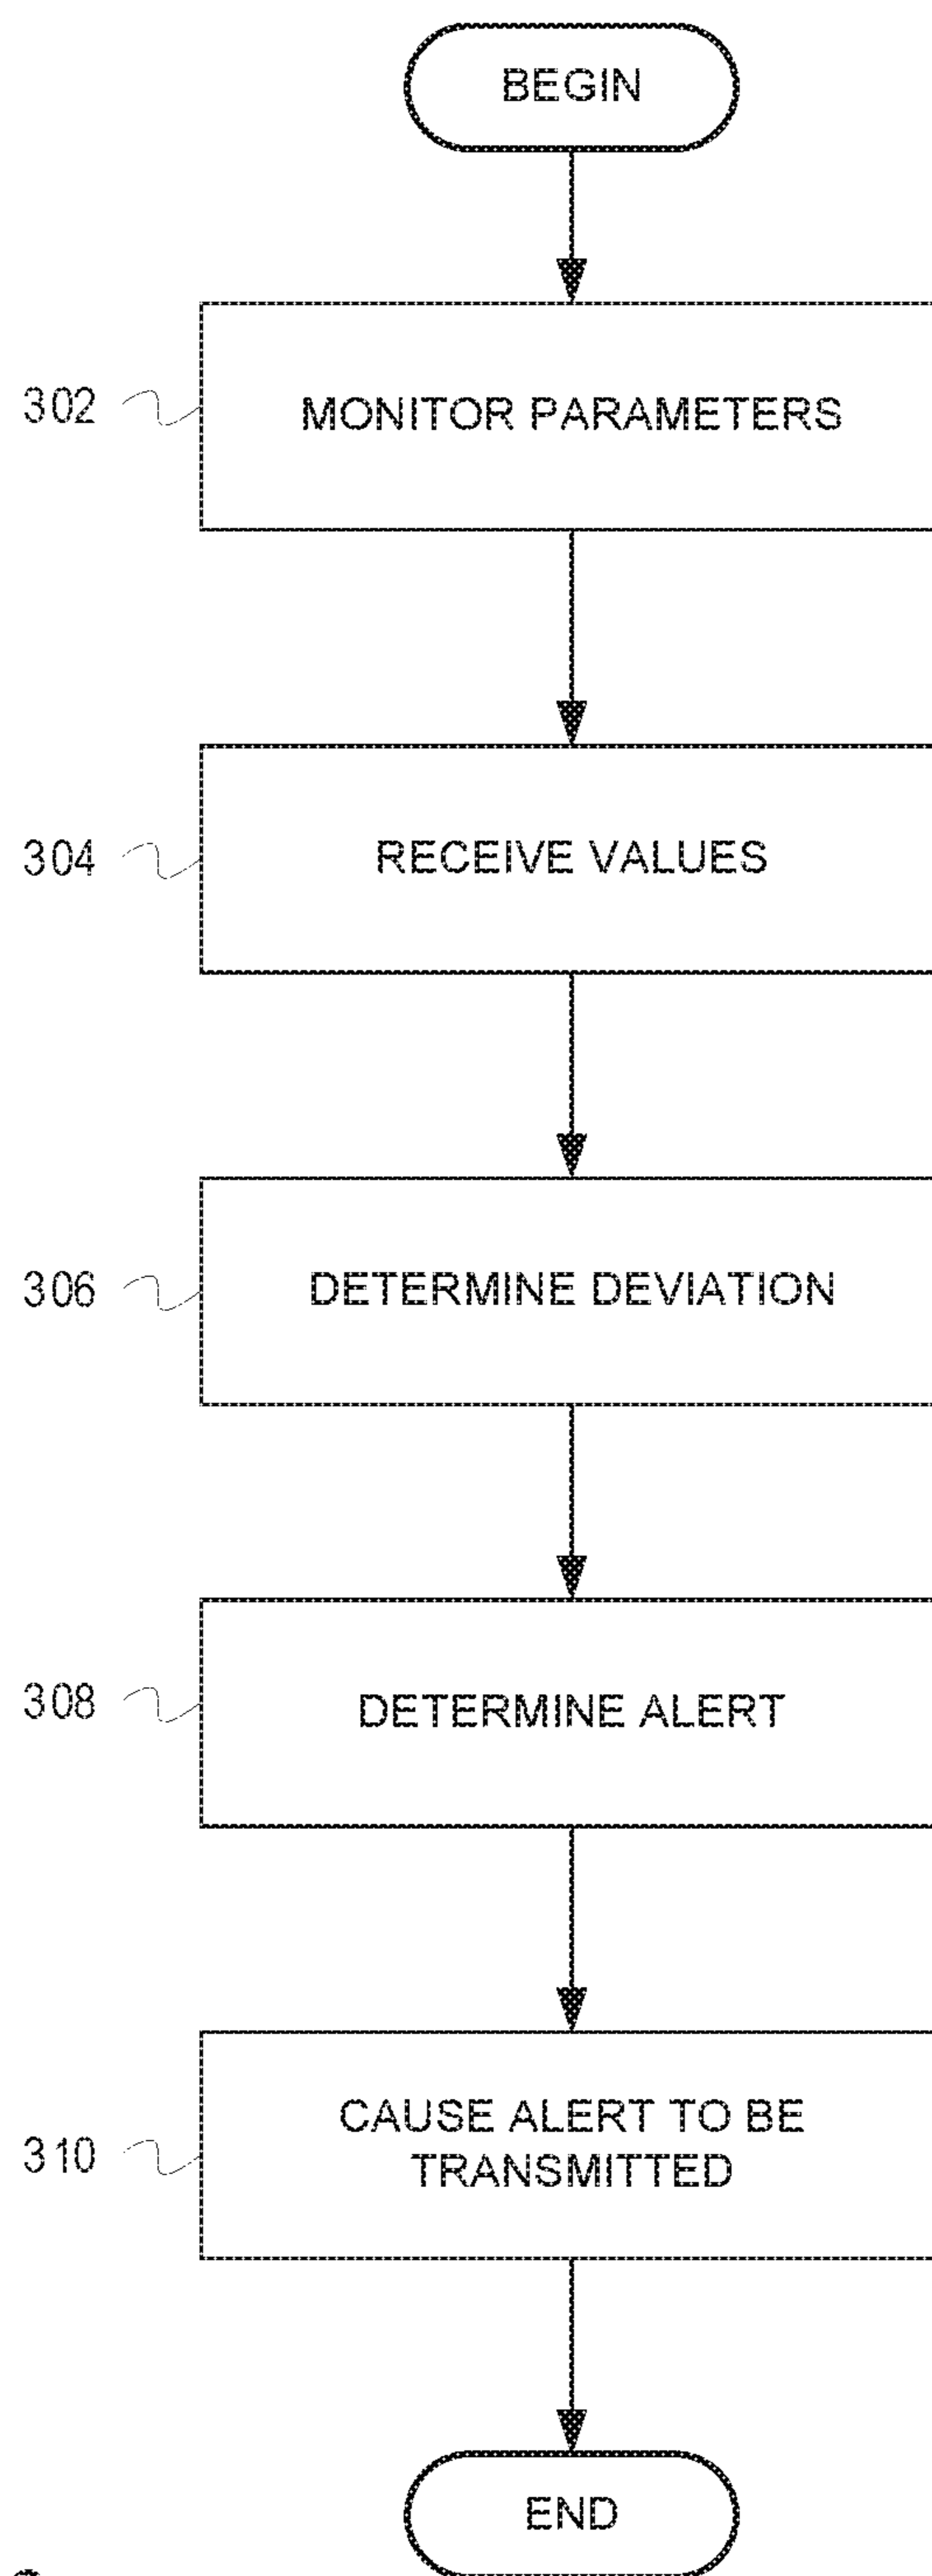 BEGIN
302
MONITOR PARAMETERS
304
RECEIVE VALUES
306
DETERMINE DEVIATION
308
DETERMINE ALERT
310
CAUSE ALERT TO BE
TRANSMITTED
END